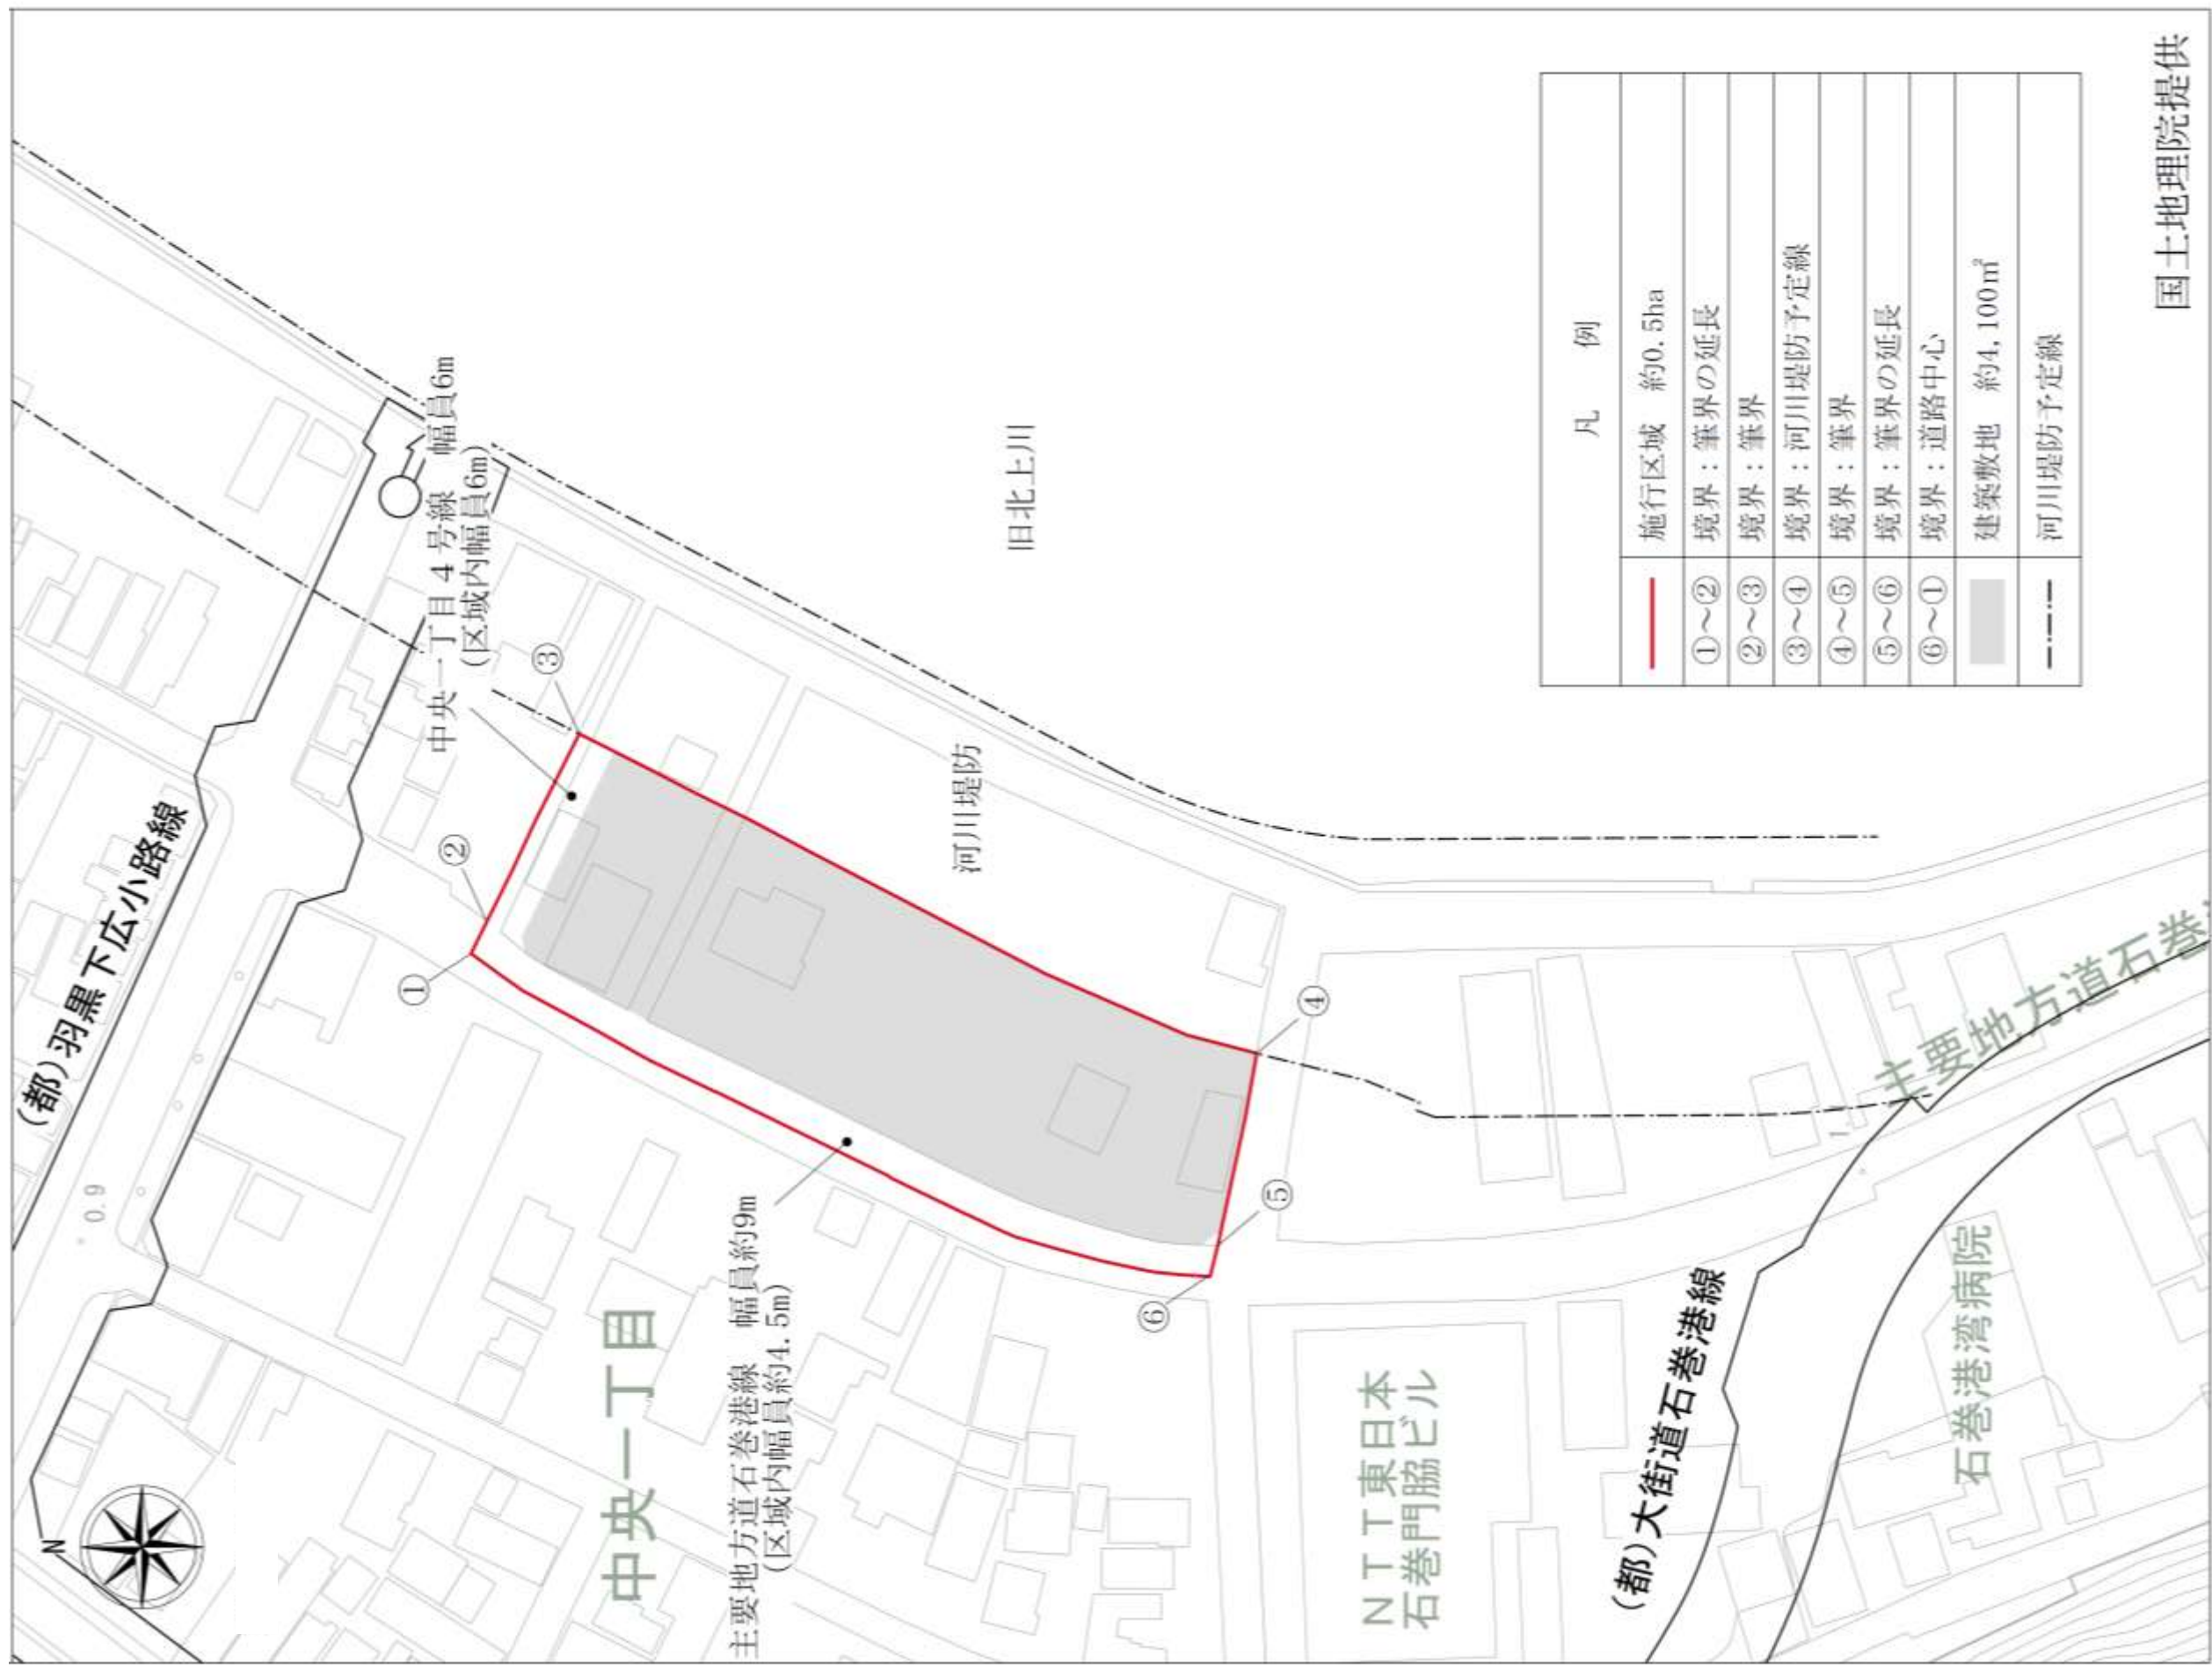 (都)羽黒下広小路線
0.9
N
中央一丁目4号線 幅員6m
(区域内幅員6m)
①
②
③
④
⑤
⑥
旧北上川
河川堤防
中央一丁目
主要地方道石巻港線 幅員約9m
(区域内幅員約4.5m)
NTT東日本
石巻門脇ビル
(都)大街道石巻港線
石巻港湾病院
主要地方道石巻
凡 例
施行区域 約0.5ha
①~② 境界:筆界の延長
②~③ 境界:筆界
③~④ 境界:河川堤防予定線
④~⑤ 境界:筆界
⑤~⑥ 境界:筆界の延長
⑥~① 境界:道路中心
建築敷地 約4,100㎡
河川堤防予定線
国土地理院提供